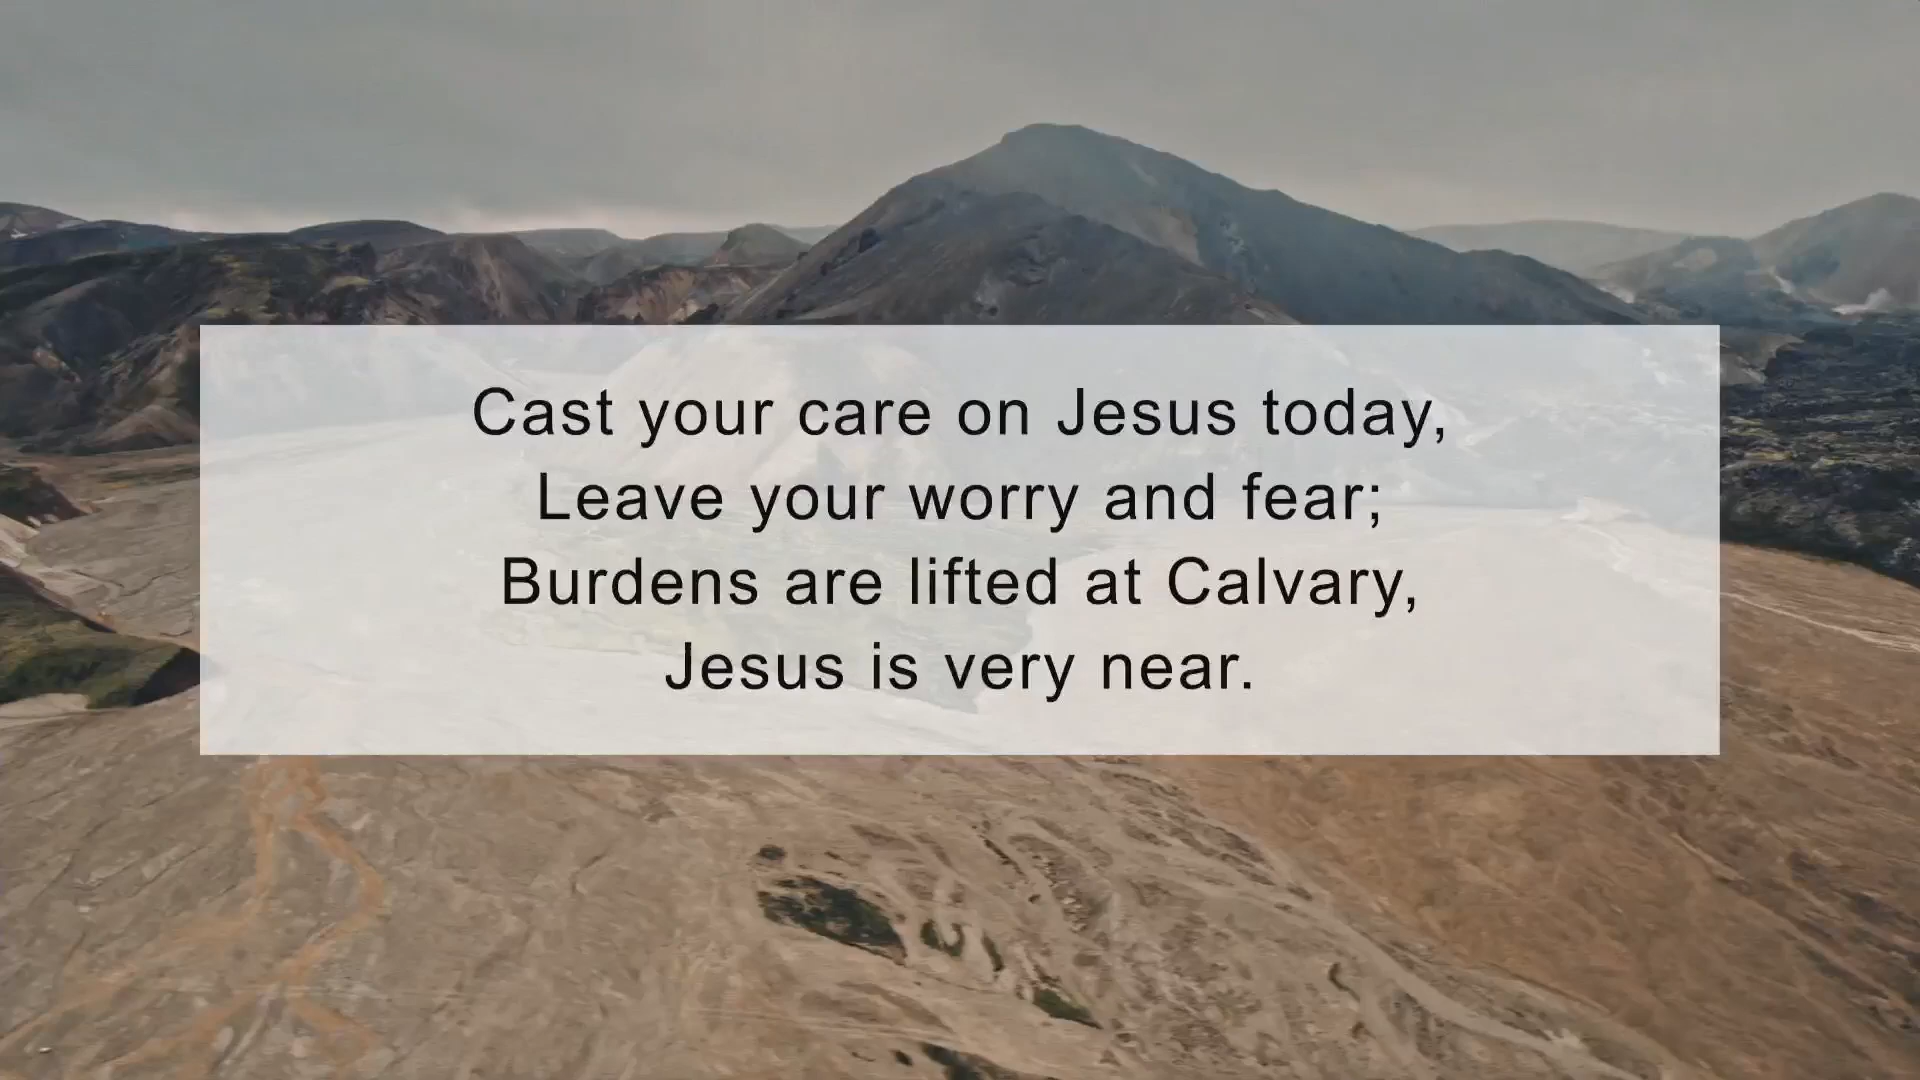 Cast your care on Jesus today,
Leave your worry and fear;
Burdens are lifted at Calvary,
Jesus is very near.